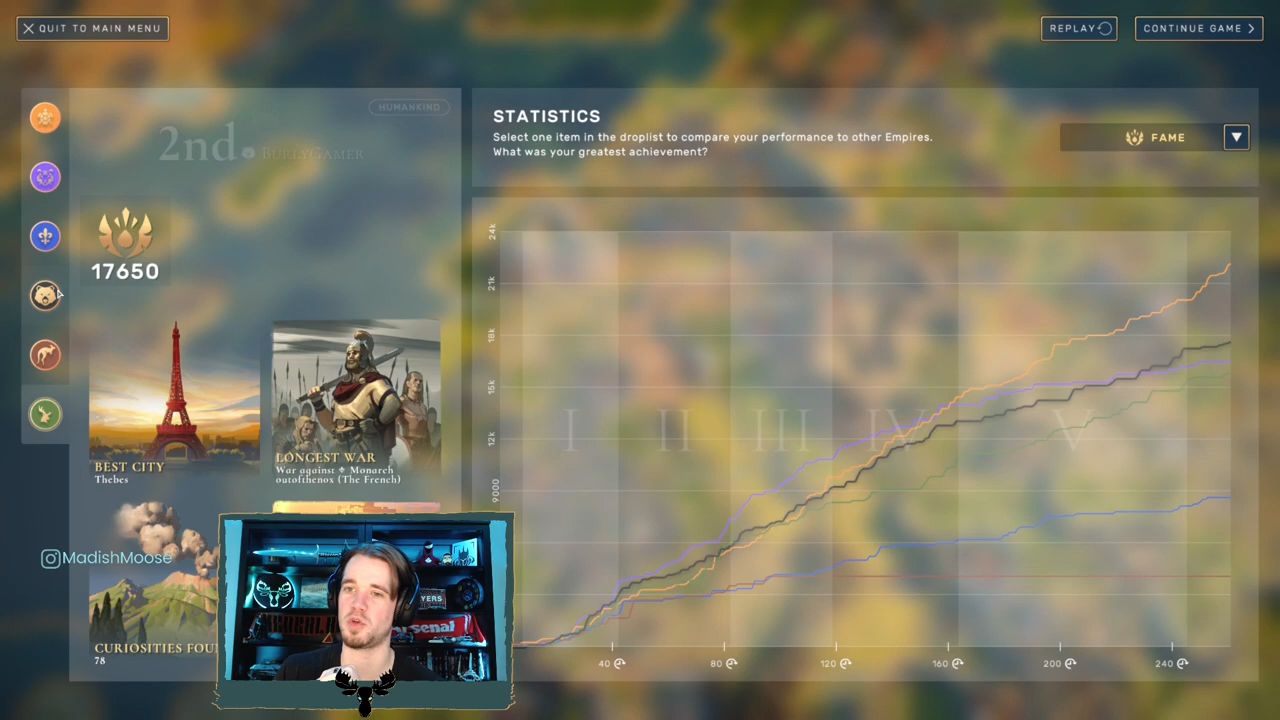 QUIT TO MAIN MENU
REPLAY
CONTINUE GAME
HUMANKIND
2nd.
BURLYGAMER
17650
BEST CITY
Thebes
LONGEST WAR
War against Monarch
outofthenox (The French)
CURIOSITIES FOU
78
MadishMoose
YERS
Arsenal
STATISTICS
Select one item in the droplist to compare your performance to other Empires.
What was your greatest achievement?
FAME
24k
21k
18k
15k
12k
9000
I
II
III
IV
V
40
80
120
160
200
240